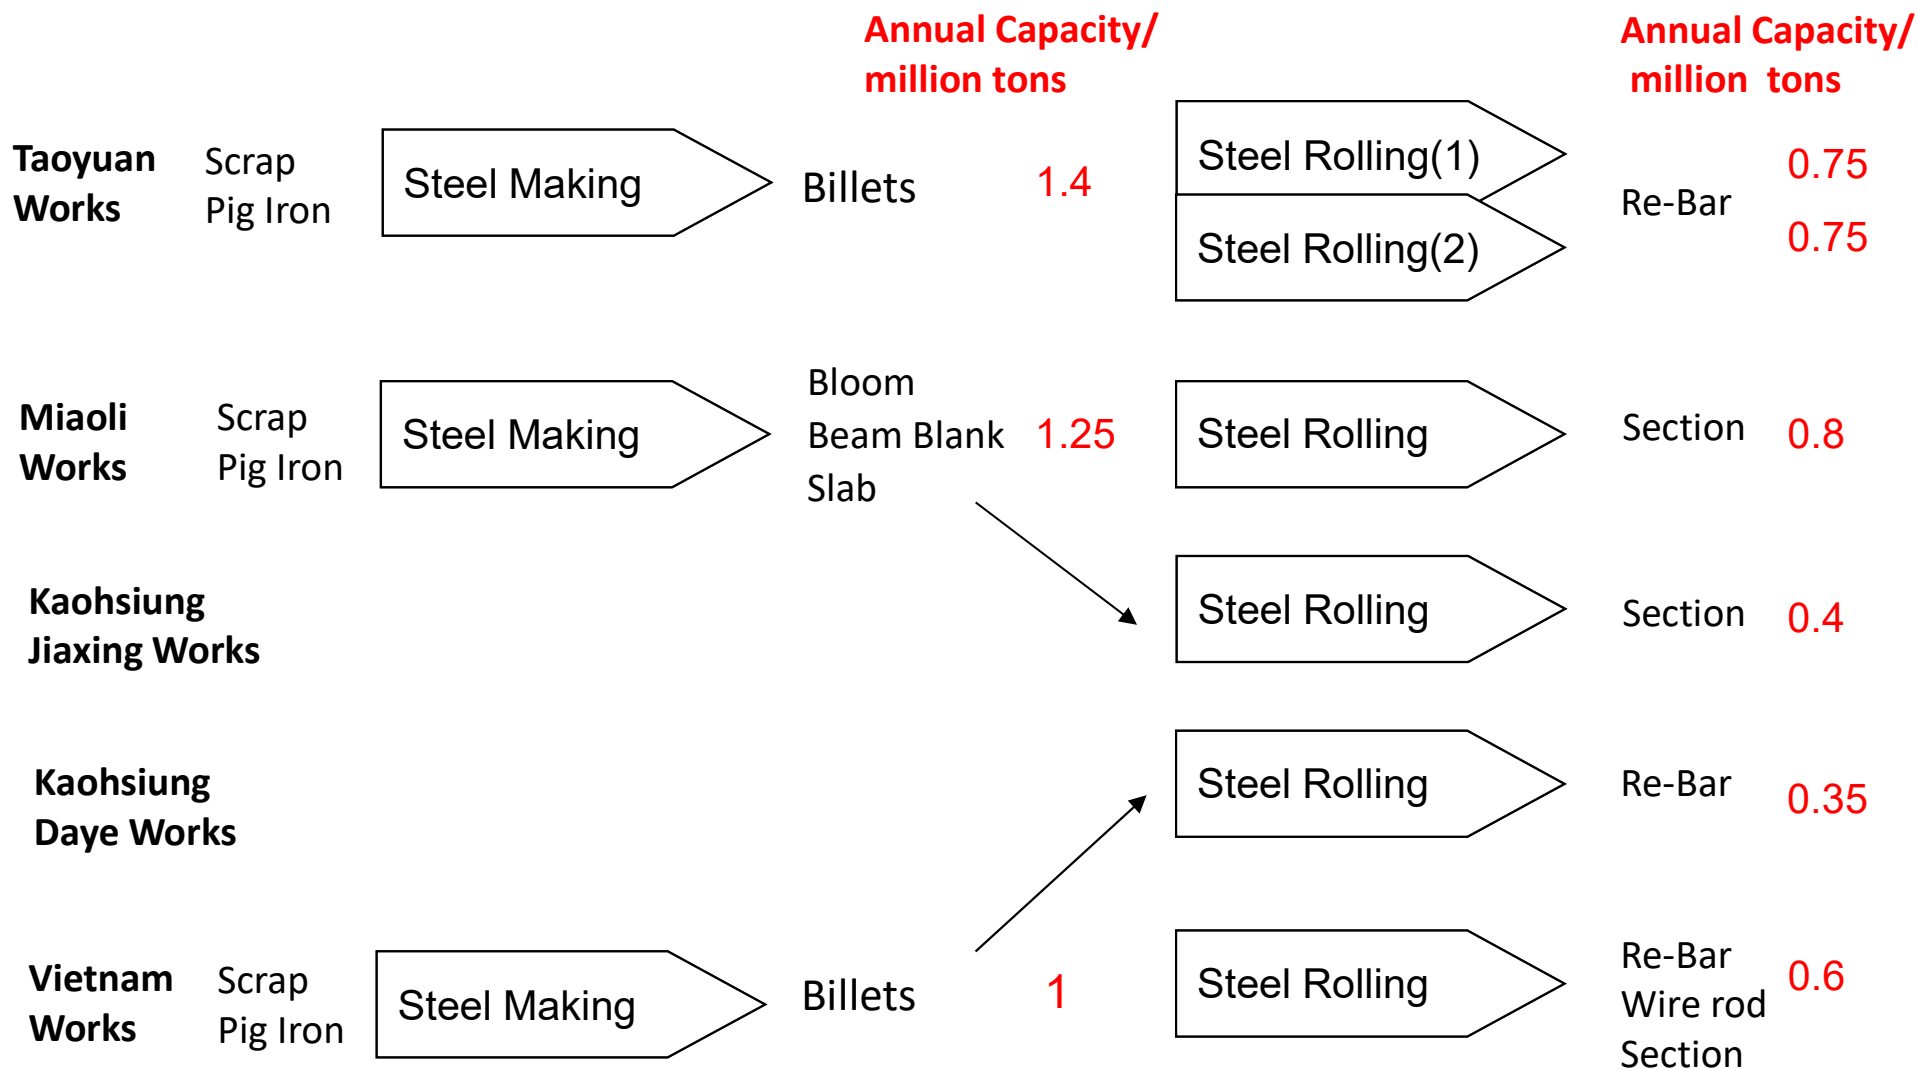 Annual Capacity/
million tons
Annual Capacity/
million tons
Taoyuan
Works
Scrap
Pig Iron
Steel Making
Billets
1.4
Steel Rolling(1)
Steel Rolling(2)
Re-Bar
0.75
0.75
Miaoli
Works
Scrap
Pig Iron
Steel Making
Bloom
Beam Blank
Slab
1.25
Steel Rolling
Section
0.8
Kaohsiung
Jiaxing Works
Steel Rolling
Section
0.4
Kaohsiung
Daye Works
Steel Rolling
Re-Bar
0.35
Vietnam
Works
Scrap
Pig Iron
Steel Making
Billets
1
Steel Rolling
Re-Bar
Wire rod
Section
0.6